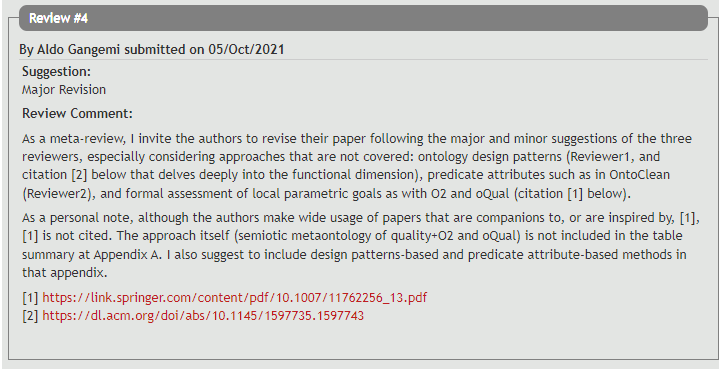 Review #4
By Aldo Gangemi submitted on 05/Oct/2021
Suggestion:
Major Revision
Review Comment:
As a meta-review, I invite the authors to revise their paper following the major and minor suggestions of the three
reviewers, especially considering approaches that are not covered: ontology design patterns (Reviewer1, and
citation [2] below that delves deeply into the functional dimension), predicate attributes such as in OntoClean
(Reviewer2), and formal assessment of local parametric goals as with O2 and oQual (citation [1] below).
As a personal note, although the authors make wide usage of papers that are companions to, or are inspired by, [1],
[1] is not cited. The approach itself (semiotic metaontology of quality+O2 and oQual) is not included in the table
summary at Appendix A. I also suggest to include design patterns-based and predicate attribute-based methods in
that appendix.
[1] https://link.springer.com/content/pdf/10.1007/11762256_13.pdf
[2] https://dl.acm.org/doi/abs/10.1145/1597735.1597743